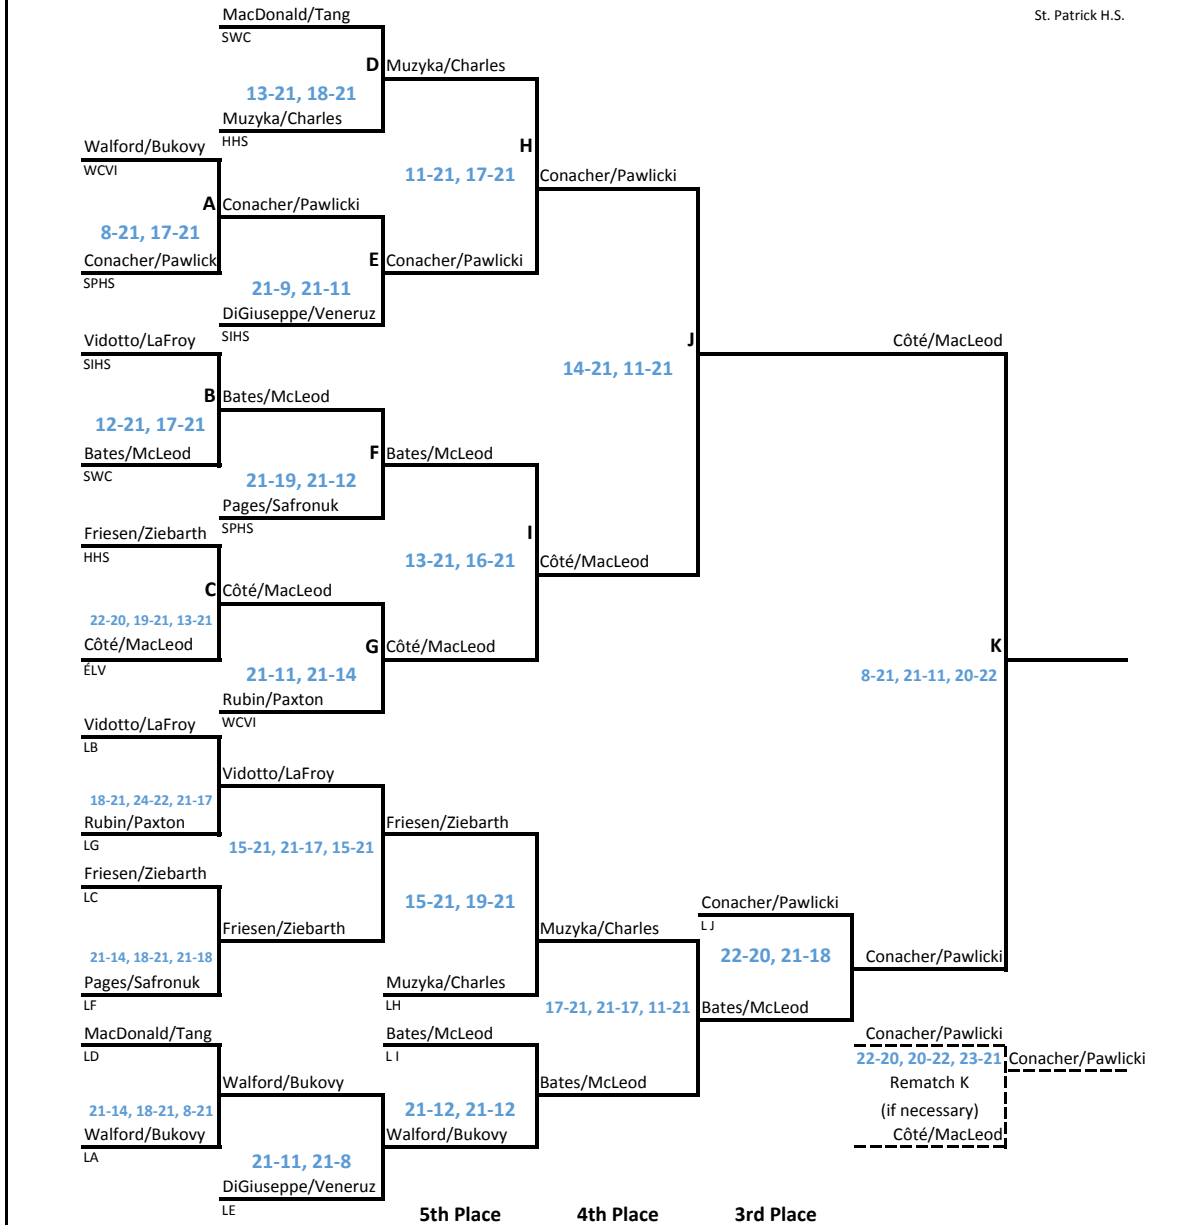 MacDonald/Tang
St. Patrick H.S.
SWC
D Muzyka/Charles
13-21, 18-21
Muzyka/Charles
HHS
Walford/Bukovy
H
WCVI
11-21, 17-21
Conacher/Pawlicki
A Conacher/Pawlicki
8-21, 17-21
Conacher/Pawlick
E Conacher/Pawlicki
SPHS
21-9, 21-11
DiGiuseppe/Veneruz
SIHS
Vidotto/LaFroy
J
Côté/MacLeod
SIHS
14-21, 11-21
B Bates/McLeod
12-21, 17-21
Bates/McLeod
F Bates/McLeod
SWC
21-19, 21-12
Pages/Safronuk
SPHS
Friesen/Ziebarth
I
HHS
13-21, 16-21
Côté/MacLeod
C Côté/MacLeod
22-20, 19-21, 13-21
Côté/MacLeod
G Côté/MacLeod
K
ÉLV
21-11, 21-14
8-21, 21-11, 20-22
Rubin/Paxton
WCVI
Vidotto/LaFroy
LB
Vidotto/LaFroy
18-21, 24-22, 21-17
Rubin/Paxton
Friesen/Ziebarth
LG
15-21, 21-17, 15-21
Friesen/Ziebarth
LC
15-21, 19-21
Conacher/Pawlicki
L J
Friesen/Ziebarth
Muzyka/Charles
21-14, 18-21, 21-18
22-20, 21-18
Conacher/Pawlicki
Pages/Safronuk
Muzyka/Charles
LF
LH
17-21, 21-17, 11-21
Bates/McLeod
MacDonald/Tang
Bates/McLeod
Conacher/Pawlicki
LD
L I
22-20, 20-22, 23-21
Conacher/Pawlicki
Walford/Bukovy
Bates/McLeod
Rematch K
21-14, 18-21, 8-21
21-12, 21-12
(if necessary)
Walford/Bukovy
Walford/Bukovy
Côté/MacLeod
LA
21-11, 21-8
DiGiuseppe/Veneruz
LE
5th Place
4th Place
3rd Place